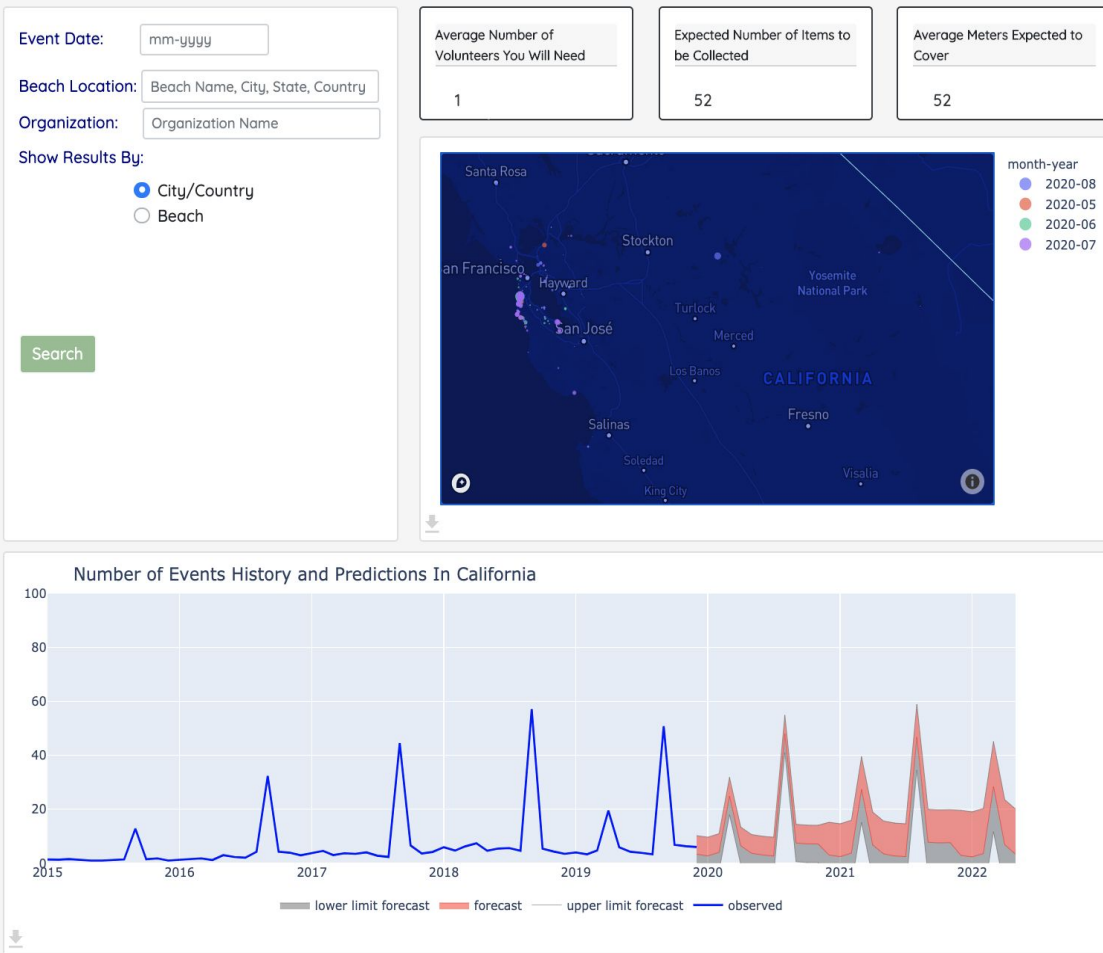 Event Date:
mm-yyyy
Beach Location:
Beach Name, City, State, Country
Organization:
Organization Name
Show Results By:
City/Country
Beach
Search
Average Number of
Volunteers You Will Need
1
Expected Number of Items to
be Collected
52
Average Meters Expected to
Cover
52
Santa Rosa
Stockton
an Francisco
Hayward
Yosemite
National Park
Turlock
San José
Merced
Los Banos
CALIFORNIA
Fresno
Salinas
Soledad
Visalia
King City
month-year
2020-08
2020-05
2020-06
2020-07
Number of Events History and Predictions In California
100
80
60
40
20
0
2015 2016 2017 2018 2019 2020 2021 2022
lower limit forecast forecast upper limit forecast observed